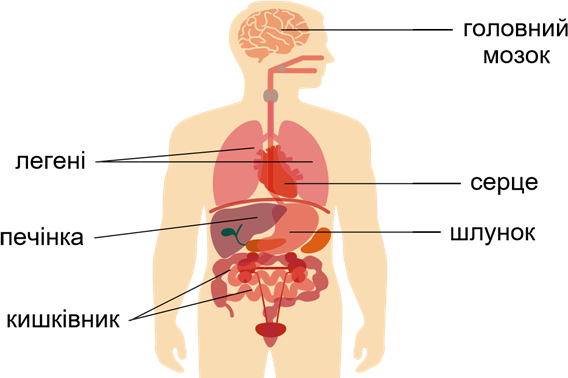 головний
мозок
легені
серце
печінка
шлунок
кишківник